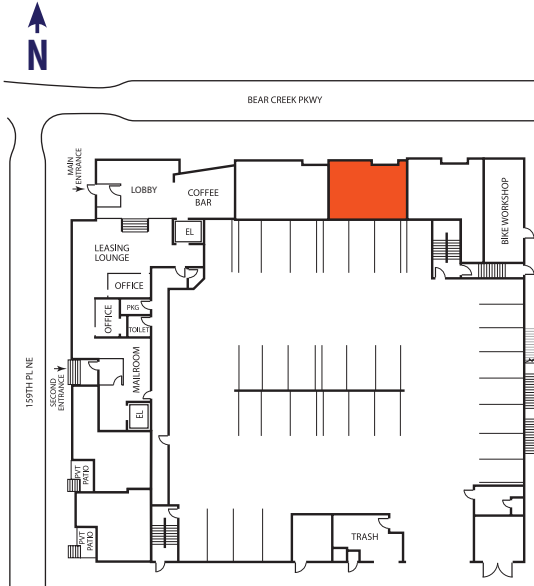 N
BEAR CREEK PKWY
MAIN
ENTRANCE
LOBBY
COFFEE
BAR
BIKE WORKSHOP
EL
LEASING
LOUNGE
OFFICE
PKG
OFFICE
TOILET
159TH PL NE
SECOND
ENTRANCE
MAILROOM
EL
PVT
PATIO
TRASH
PVT
PATIO